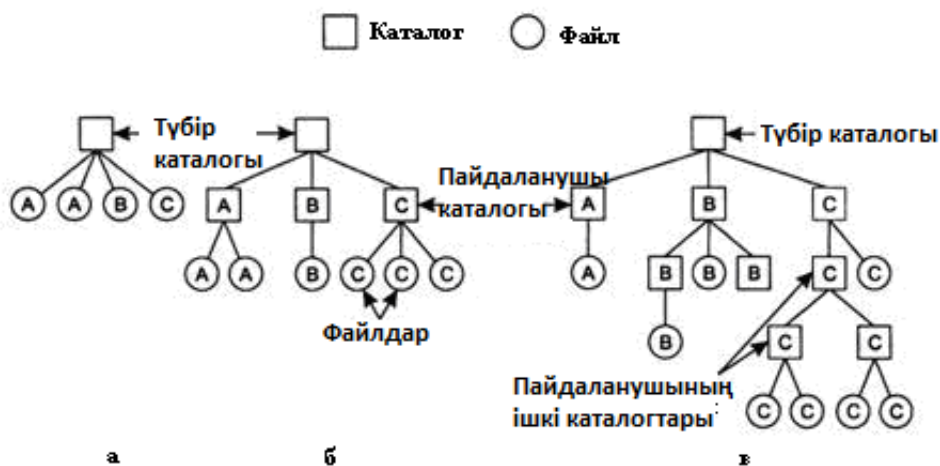 Каталог Файл
Түбір каталогы
Түбір каталогы
A A B C
A B C
Пайдаланушы каталогы
A B C
A A B C C C
A B B B C C
Файлдар
B C C
Пайдаланушының ішкі каталогтары
C C C C
а б в